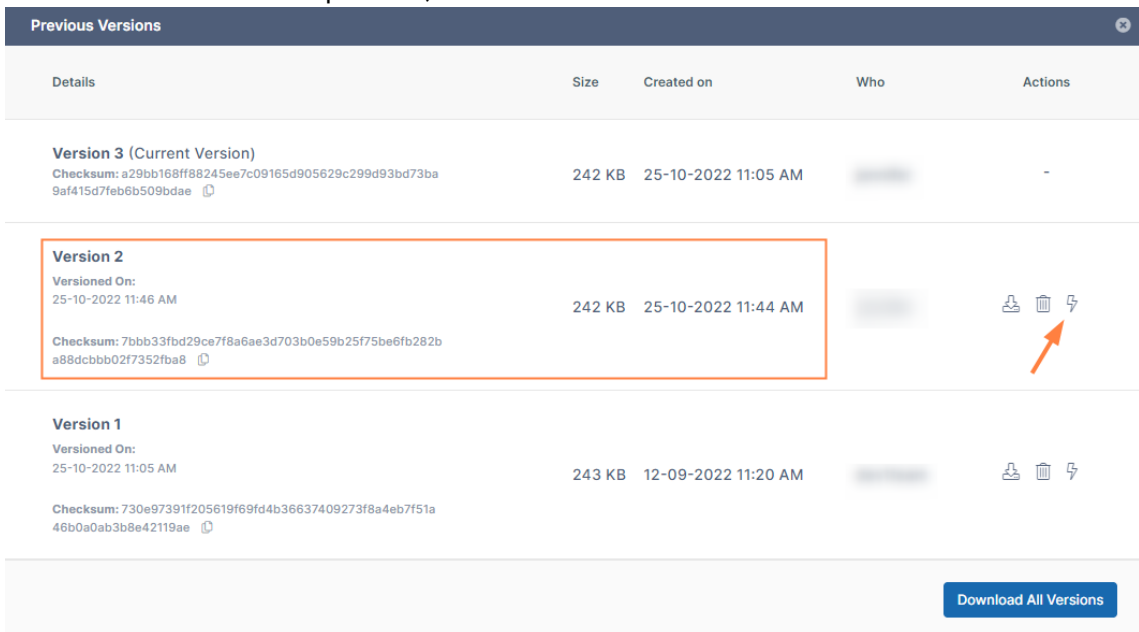 Previous Versions
Details Size Created on Who Actions
Version 3 (Current Version)
Checksum: a29bb168ff88245ee7c09165d905629c299d93bd73ba
9af415d7feb6b509bdae
242 KB 25-10-2022 11:05 AM -
Version 2
Versioned On:
25-10-2022 11:46 AM
242 KB 25-10-2022 11:44 AM
Checksum: 7bbb33fbd29ce7f8a6ae3d703b0e59b25f75be6fb282b
a88dcbbb02f7352fba8
Version 1
Versioned On:
25-10-2022 11:05 AM
243 KB 12-09-2022 11:20 AM
Checksum: 730e97391f205619f69fd4b36637409273f8a4eb7f51a
46b0a0ab3b8e42119ae
Download All Versions